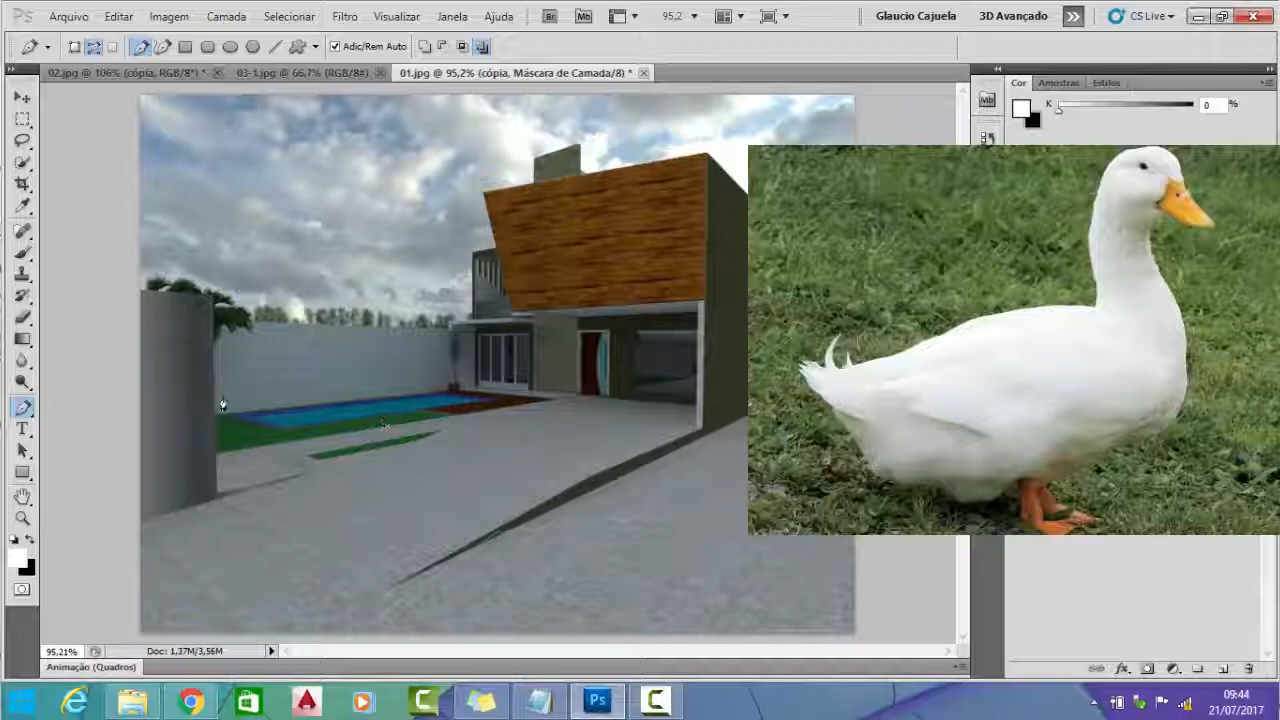 Arquivo Editar Imagem Camada Selecionar Filtro Visualizar Janela Ajuda Br Mb 95,2 Glaucio Cajuela 3D Avançado CS Live
Adic/Rem Auto
02.jpg @ 106% (cópia, RGB/8*) * 03-1.jpg @ 66,7% (RGB/8#) 01.jpg @ 95,2% (cópia, Máscara de Camada/8) *
Cor Amostras Estilos
Mb
K 0 %
T
95,21% Doc: 1,37M/3,56M
Animação (Quadros)
fx
Ps
09:44
21/07/2017